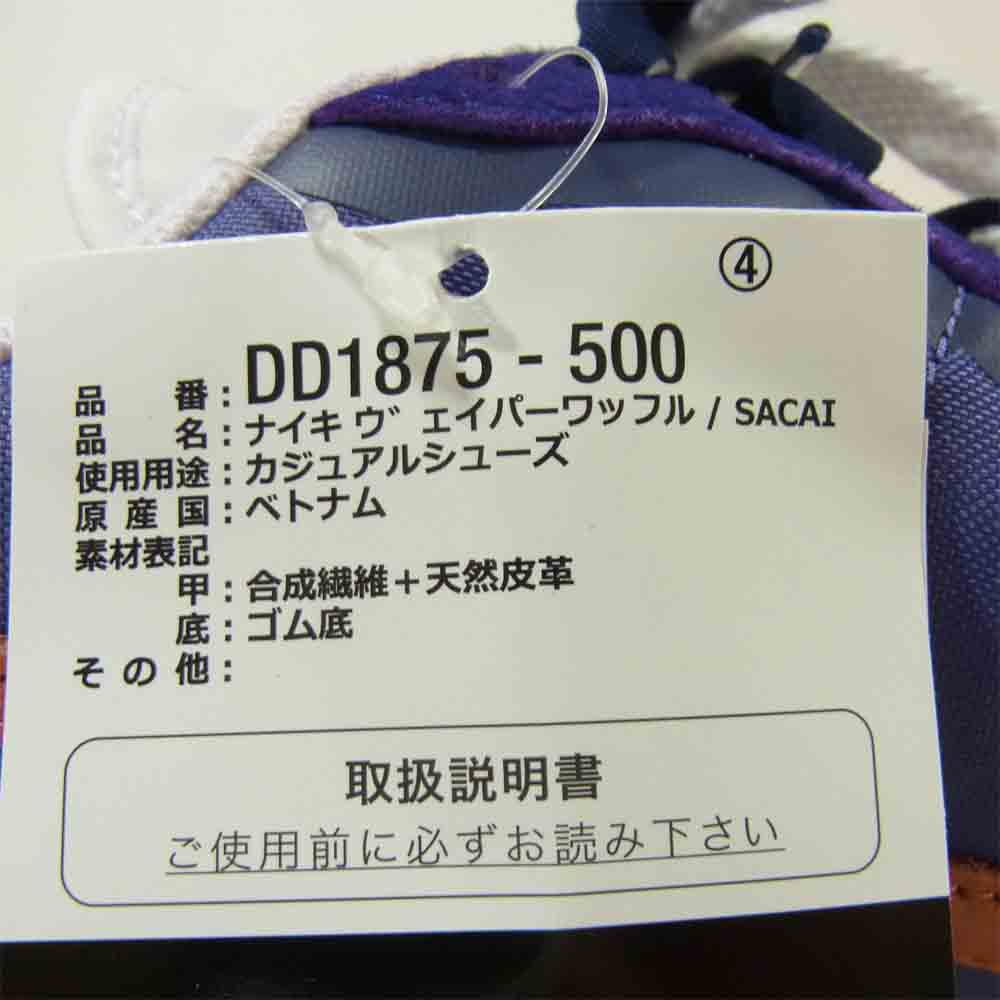 ④
品番：DD1875 - 500
品名：ナイキ ヴェイパーワッフル / SACAI
使用用途：カジュアルシューズ
原産国：ベトナム
素材表記
甲：合成繊維＋天然皮革
底：ゴム底
その他：
取扱説明書
ご使用前に必ずお読み下さい